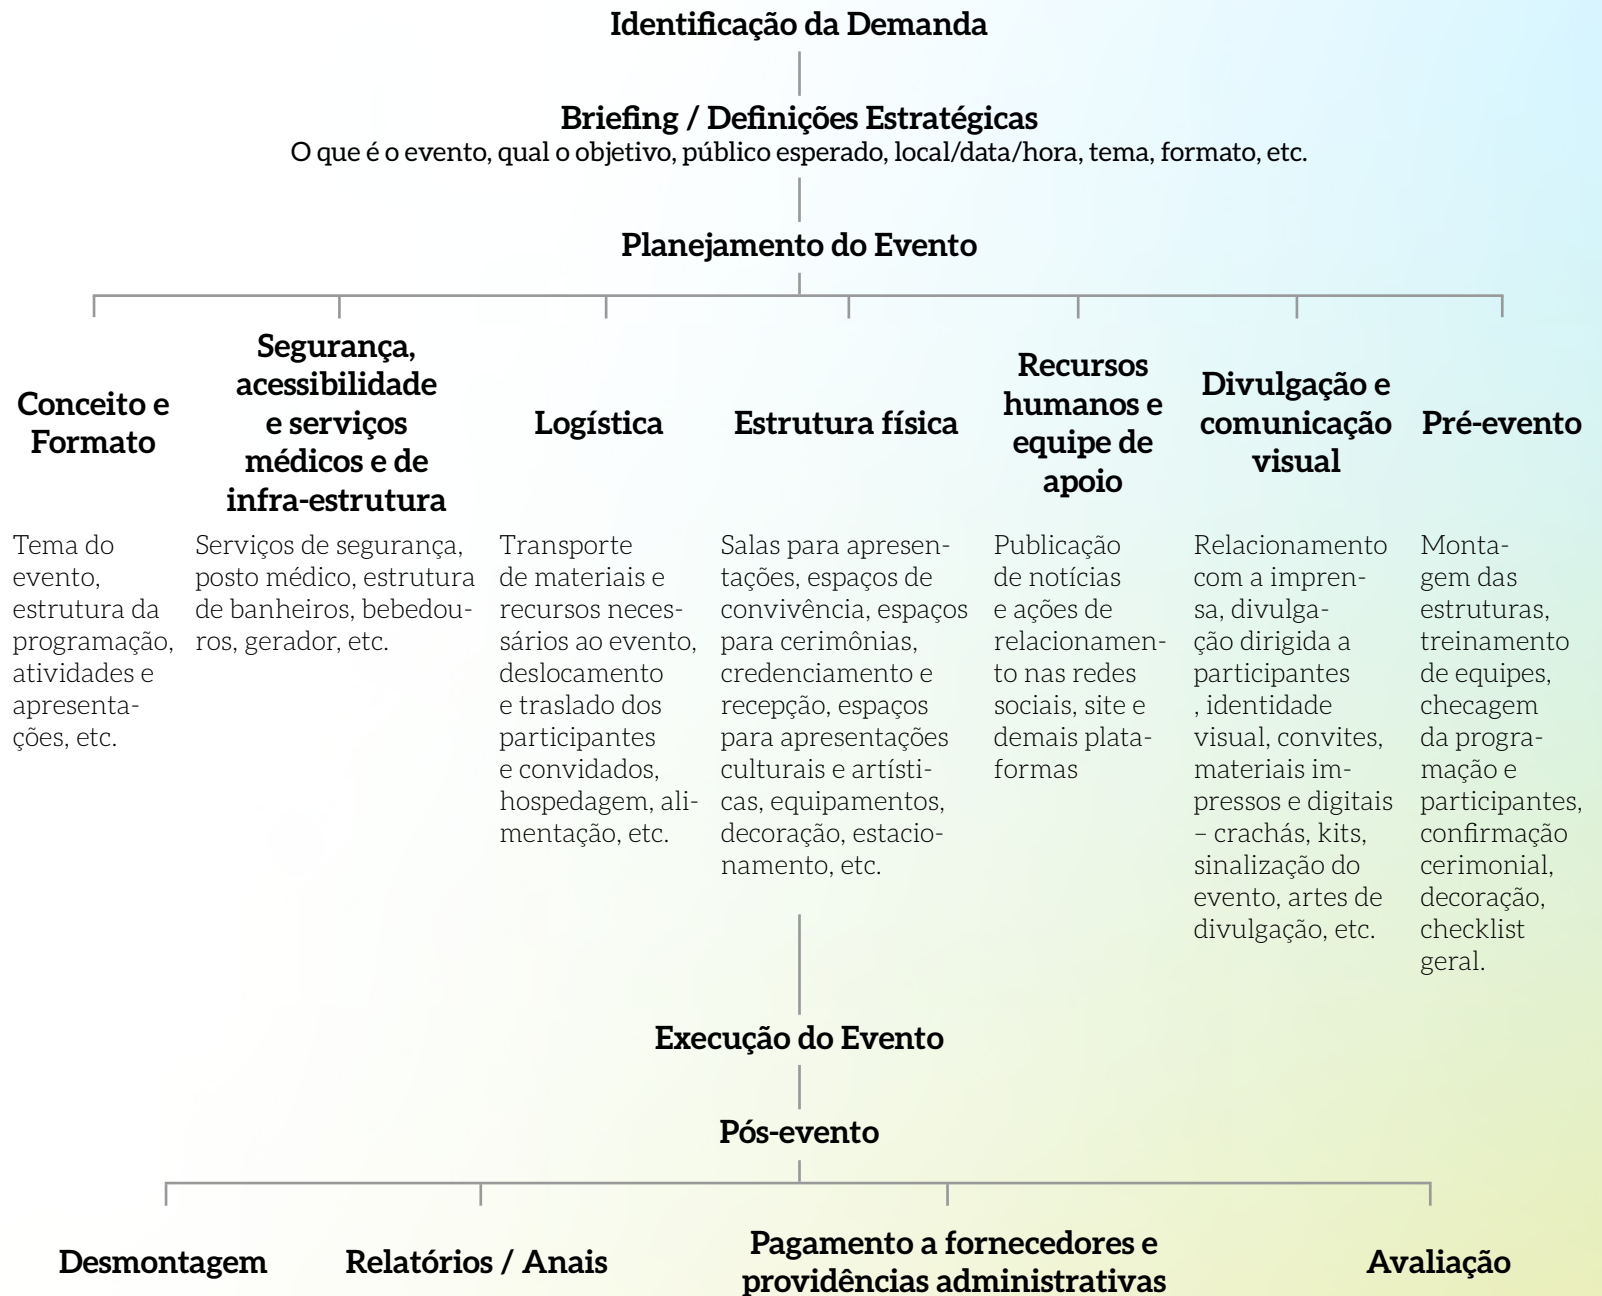 Identificação da Demanda
Briefing / Definições Estratégicas
O que é o evento, qual o objetivo, público esperado, local/data/hora, tema, formato, etc.
Planejamento do Evento
Conceito e
Formato
Tema do
evento,
estrutura da
programação,
atividades e
apresenta-
ções, etc.
Segurança,
acessibilidade
e serviços
médicos e de
infra-estrutura
Serviços de segurança,
posto médico, estrutura
de banheiros, bebedou-
ros, gerador, etc.
Logística
Transporte
de materiais e
recursos neces-
sários ao evento,
deslocamento
e traslado dos
participantes
e convidados,
hospedagem, ali-
mentação, etc.
Estrutura física
Salas para apresen-
tações, espaços de
convivência, espaços
para cerimônias,
credenciamento e
recepção, espaços
para apresentações
culturais e artísti-
cas, equipamentos,
decoração, estacio-
namento, etc.
Recursos
humanos e
equipe de
apoio
Publicação
de notícias
e ações de
relacionamen-
to nas redes
sociais, site e
demais plata-
formas
Divulgação e
comunicação
visual
Relacionamento
com a impren-
sa, divulga-
ção dirigida a
participantes
, identidade
visual, convites,
materiais im-
pressos e digitais
– crachás, kits,
sinalização do
evento, artes de
divulgação, etc.
Pré-evento
Monta-
gem das
estruturas,
treinamento
de equipes,
checagem
da progra-
mação e
participantes,
confirmação
cerimonial,
decoração,
checklist
geral.
Execução do Evento
Pós-evento
Desmontagem
Relatórios / Anais
Pagamento a fornecedores e
providências administrativas
Avaliação